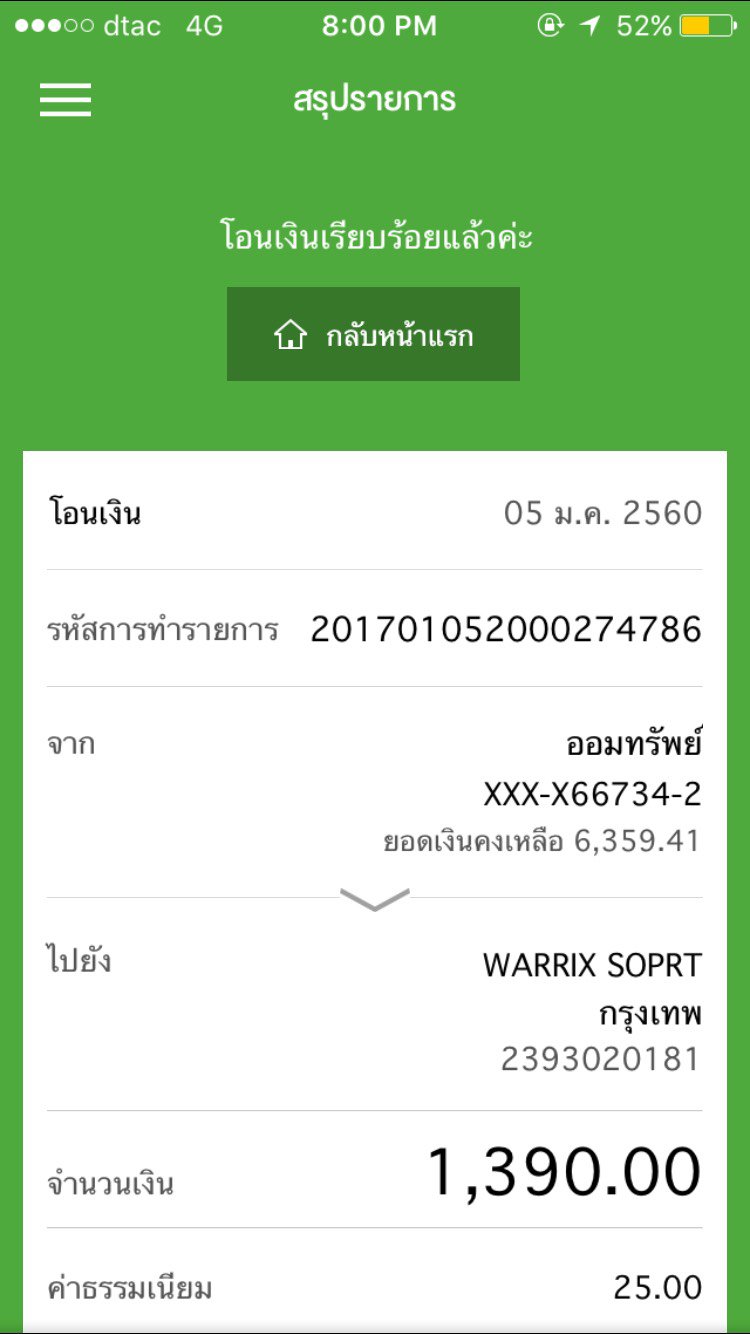 dtac 4G 8:00 PM 52%
สรุปรายการ
โอนเงินเรียบร้อยแล้วค่ะ
กลับหน้าแรก
โอนเงิน 05 ม.ค. 2560
รหัสการทำรายการ 201701052000274786
จาก ออมทรัพย์
XXX-X66734-2
ยอดเงินคงเหลือ 6,359.41
ไปยัง WARRIX SOPRT
กรุงเทพ
2393020181
จำนวนเงิน 1,390.00
ค่าธรรมเนียม 25.00